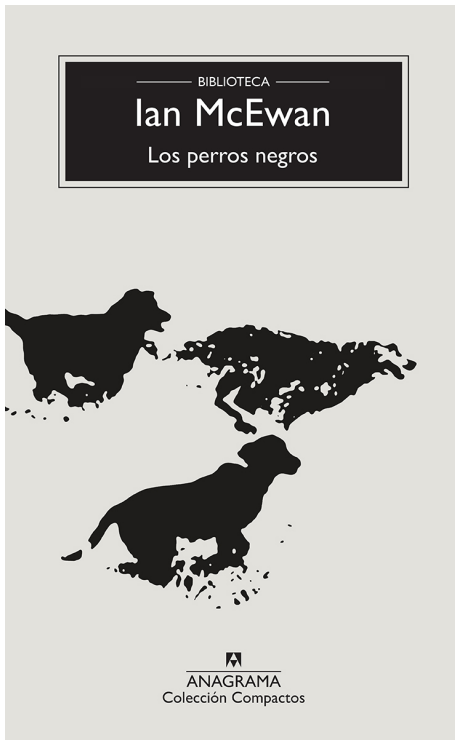 BIBLIOTECA
Ian McEwan
Los perros negros
ANAGRAMA
Colección Compactos